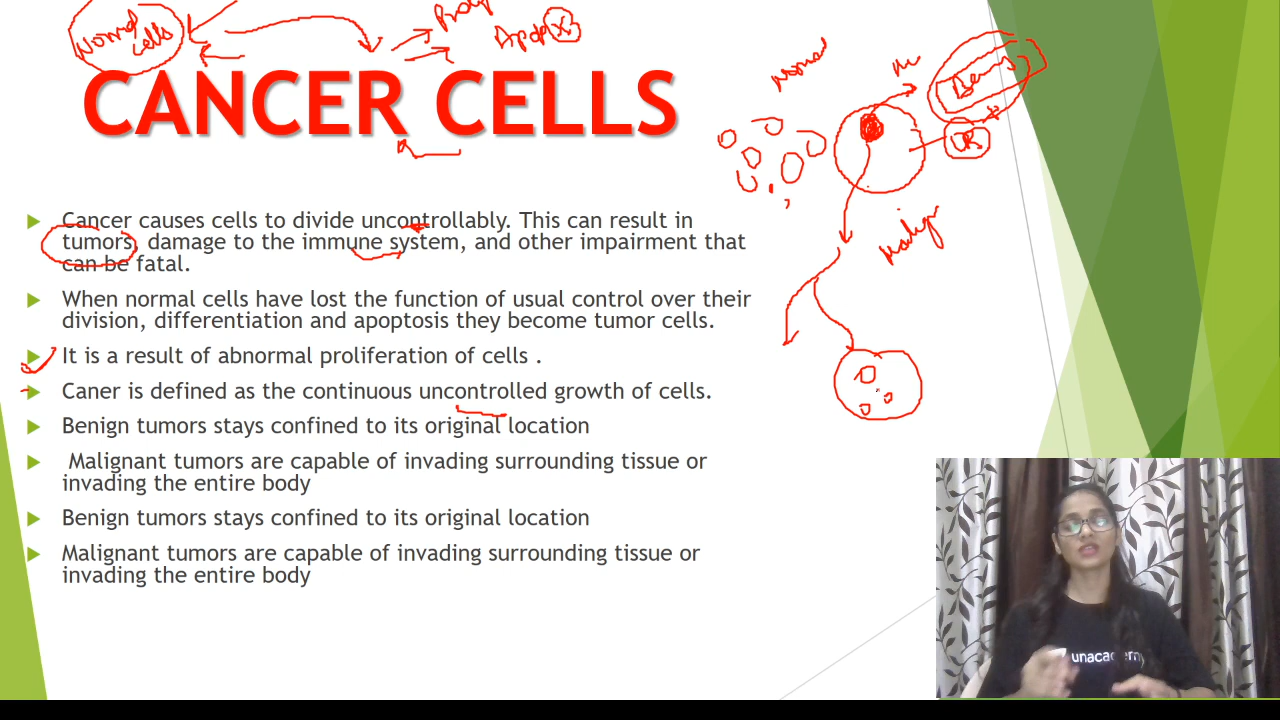 Normal
cells
CANCER CELLS
Normal
Cancer causes cells to divide uncontrollably. This can result in
tumors, damage to the immune system, and other impairment that
can be fatal.
Malign
When normal cells have lost the function of usual control over their
division, differentiation and apoptosis they become tumor cells.
It is a result of abnormal proliferation of cells .
Caner is defined as the continuous uncontrolled growth of cells.
Benign tumors stays confined to its original location
Malignant tumors are capable of invading surrounding tissue or
invading the entire body
Benign tumors stays confined to its original location
Malignant tumors are capable of invading surrounding tissue or
invading the entire body